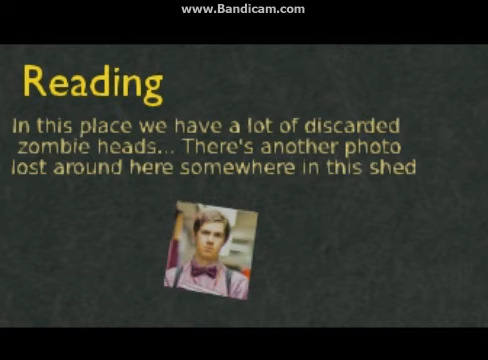 www.Bandicam.com
Reading
In this place we have a lot of discarded
zombie heads... There's another photo
lost around here somewhere in this shed